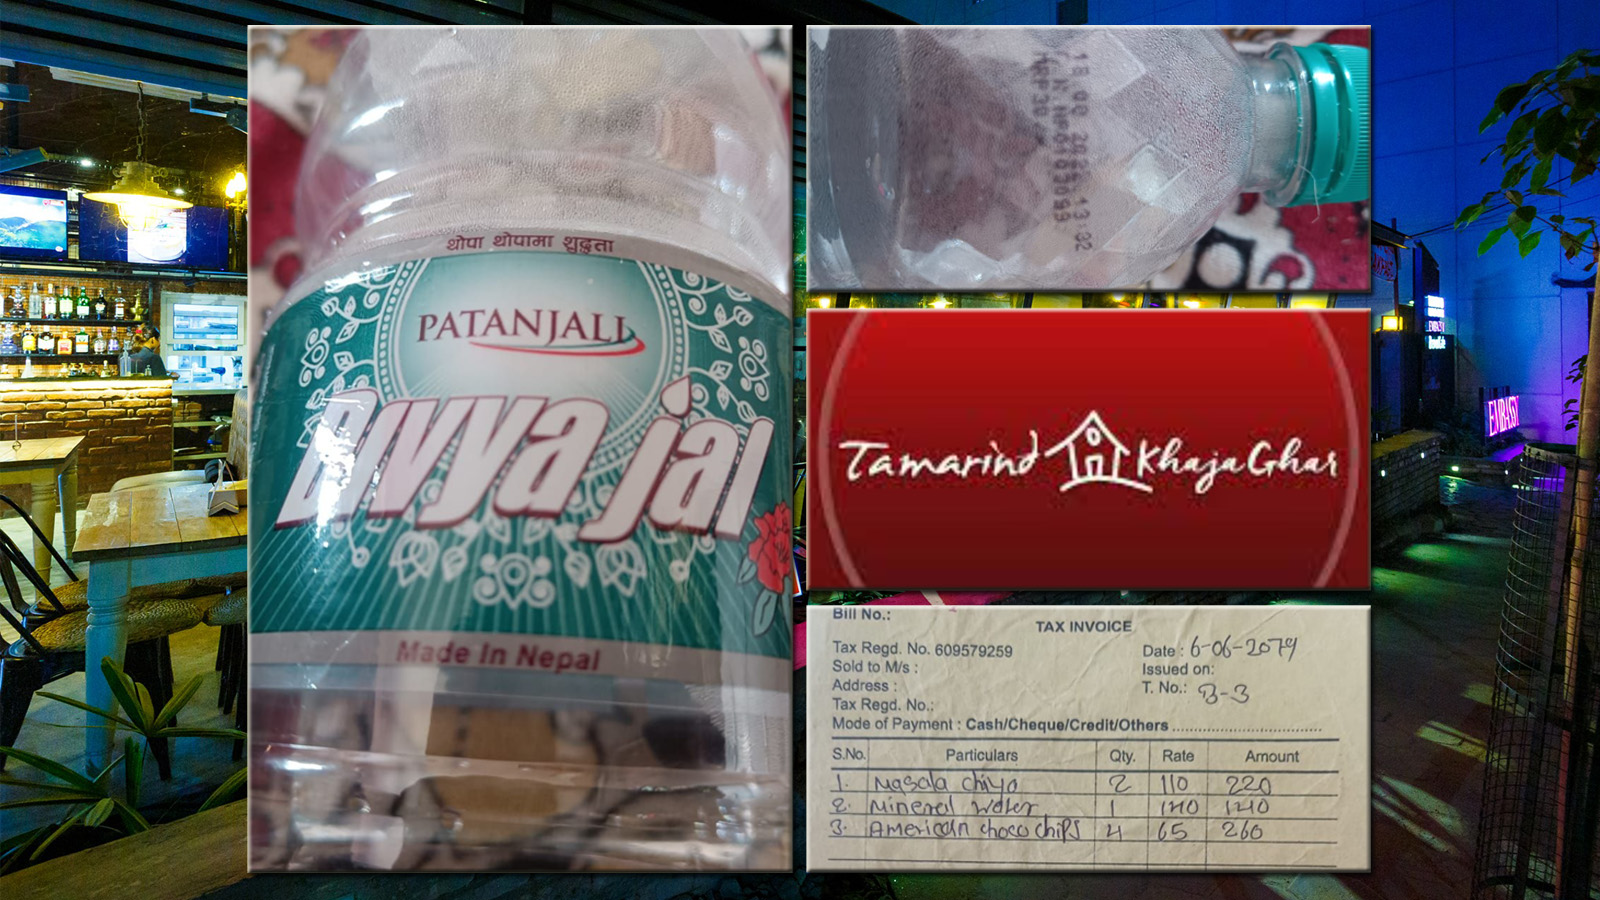 थोपा थोपामा शुद्धता
PATANJALI
Divya jal
Made In Nepal
MRP30
Tamarind KhajaGhar
Bill No.:
TAX INVOICE
Tax Regd. No. 609579259
Date : 6-06-2079
Sold to M/s :
Issued on:
Address :
T. No.: B-3
Tax Regd. No.:
Mode of Payment : Cash/Cheque/Credit/Others
S.No. Particulars Qty. Rate Amount
1. Masala chiya 2 110 220
2. Mineral water 1 140 140
3. American choco chips 4 65 260
EMBASSY